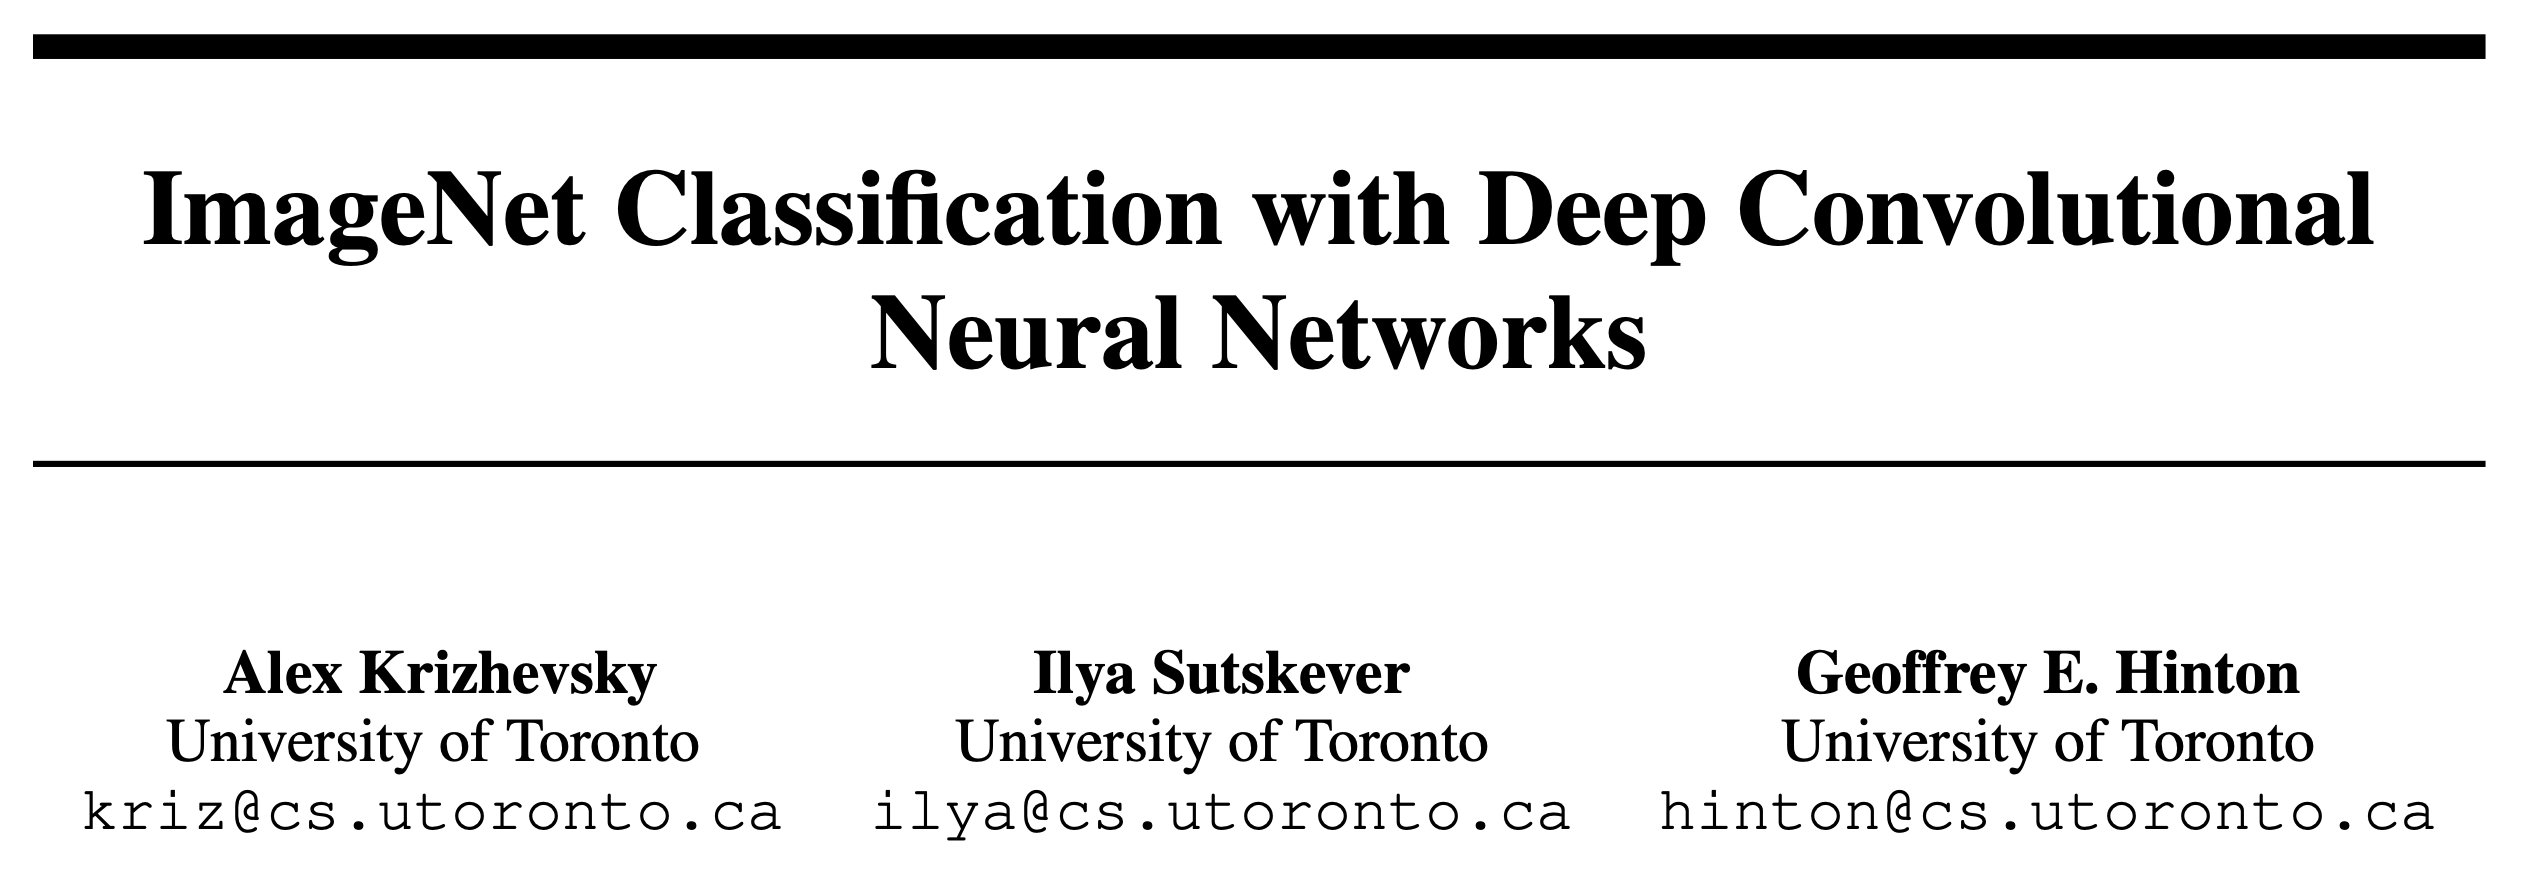 ImageNet Classification with Deep Convolutional
Neural Networks
Alex Krizhevsky
University of Toronto
kriz@cs.utoronto.ca
Ilya Sutskever
University of Toronto
ilya@cs.utoronto.ca
Geoffrey E. Hinton
University of Toronto
hinton@cs.utoronto.ca